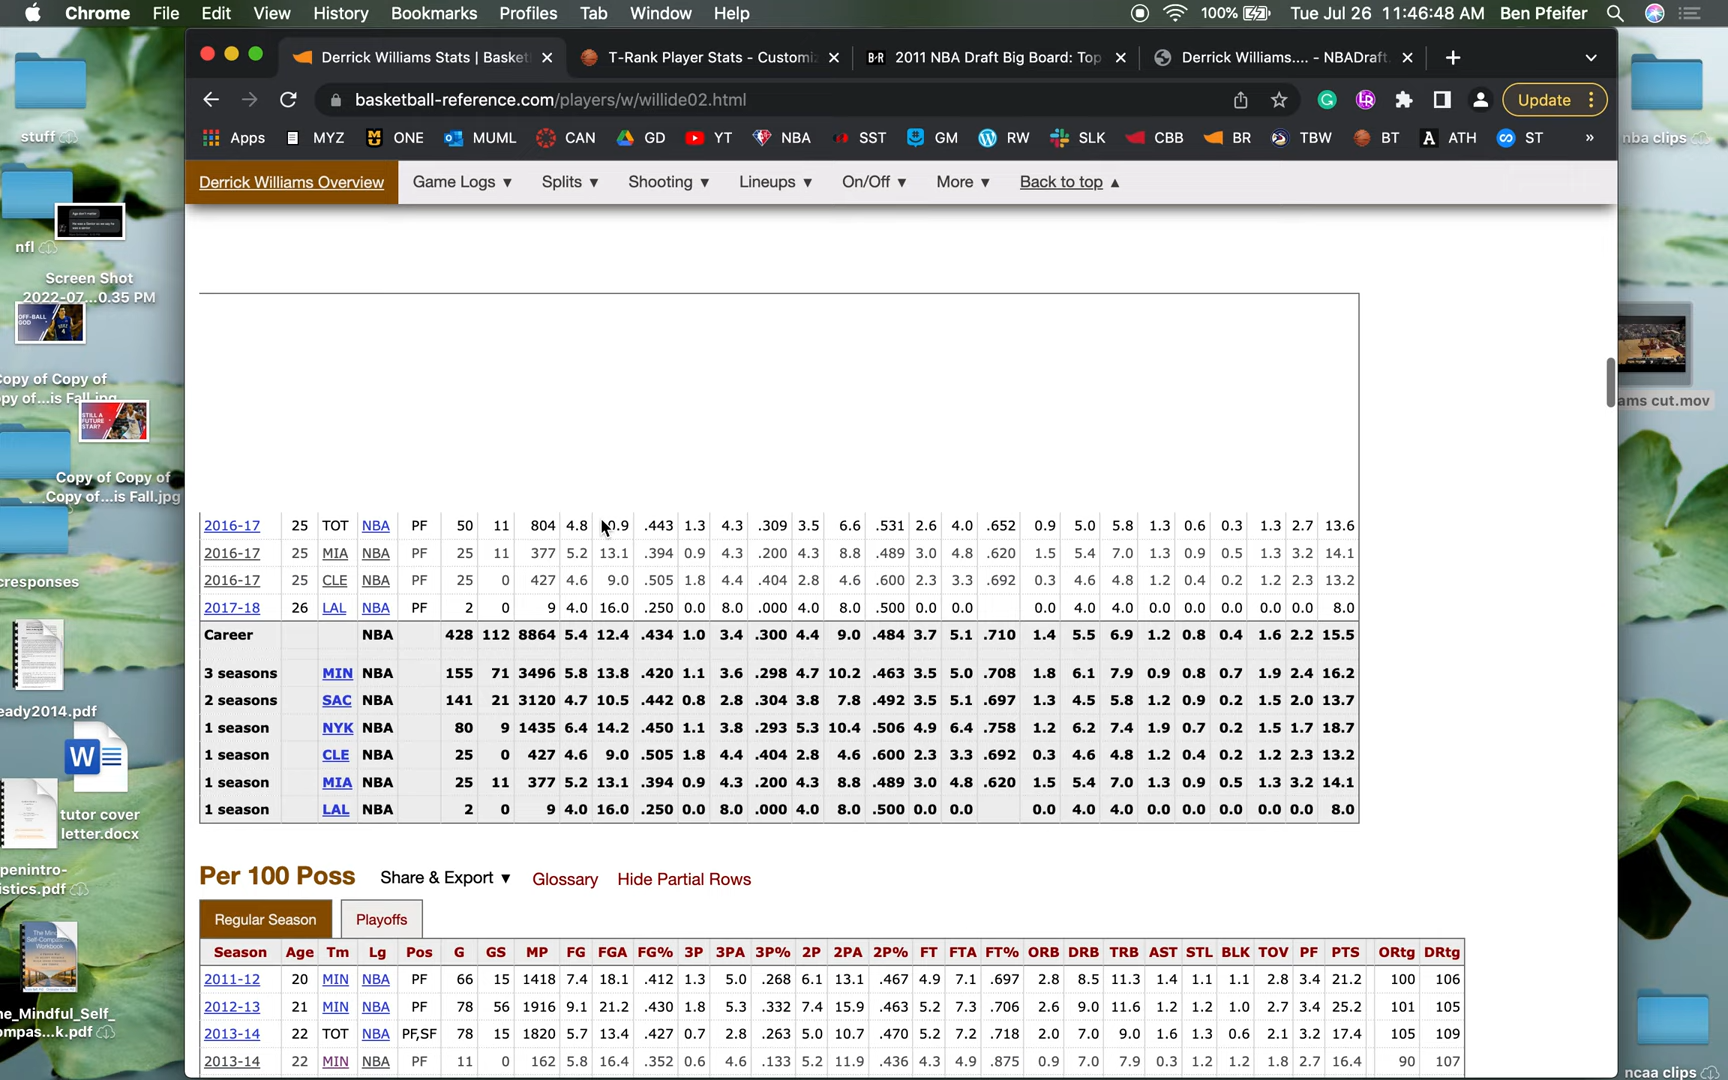 Chrome File Edit View History Bookmarks Profiles Tab Window Help 100% Tue Jul 26 11:46:48 AM Ben Pfeifer
Derrick Williams Stats | Basket T-Rank Player Stats - Customi B·R 2011 NBA Draft Big Board: Top Derrick Williams.... - NBADraft.
basketball-reference.com/players/w/willide02.html Update
Apps MYZ ONE MUML CAN GD YT NBA SST GM RW SLK CBB BR TBW BT ATH ST »
Derrick Williams Overview Game Logs ▼ Splits ▼ Shooting ▼ Lineups ▼ On/Off ▼ More ▼ Back to top ▲
2016-17 25 TOT NBA PF 50 11 804 4.8 .443 1.3 4.3 .309 3.5 6.6 .531 2.6 4.0 .652 0.9 5.0 5.8 1.3 0.6 0.3 1.3 2.7 13.6
2016-17 25 MIA NBA PF 25 11 377 5.2 13.1 .394 0.9 4.3 .200 4.3 8.8 .489 3.0 4.8 .620 1.5 5.4 7.0 1.3 0.9 0.5 1.3 3.2 14.1
2016-17 25 CLE NBA PF 25 0 427 4.6 9.0 .505 1.8 4.4 .404 2.8 4.6 .600 2.3 3.3 .692 0.3 4.6 4.8 1.2 0.4 0.2 1.2 2.3 13.2
2017-18 26 LAL NBA PF 2 0 9 4.0 16.0 .250 0.0 8.0 .000 4.0 8.0 .500 0.0 0.0 0.0 4.0 4.0 0.0 0.0 0.0 0.0 0.0 8.0
Career NBA 428 112 8864 5.4 12.4 .434 1.0 3.4 .300 4.4 9.0 .484 3.7 5.1 .710 1.4 5.5 6.9 1.2 0.8 0.4 1.6 2.2 15.5
3 seasons MIN NBA 155 71 3496 5.8 13.8 .420 1.1 3.6 .298 4.7 10.2 .463 3.5 5.0 .708 1.8 6.1 7.9 0.9 0.8 0.7 1.9 2.4 16.2
2 seasons SAC NBA 141 21 3120 4.7 10.5 .442 0.8 2.8 .304 3.8 7.8 .492 3.5 5.1 .697 1.3 4.5 5.8 1.2 0.9 0.2 1.5 2.0 13.7
1 season NYK NBA 80 9 1435 6.4 14.2 .450 1.1 3.8 .293 5.3 10.4 .506 4.9 6.4 .758 1.2 6.2 7.4 1.9 0.7 0.2 1.5 1.7 18.7
1 season CLE NBA 25 0 427 4.6 9.0 .505 1.8 4.4 .404 2.8 4.6 .600 2.3 3.3 .692 0.3 4.6 4.8 1.2 0.4 0.2 1.2 2.3 13.2
1 season MIA NBA 25 11 377 5.2 13.1 .394 0.9 4.3 .200 4.3 8.8 .489 3.0 4.8 .620 1.5 5.4 7.0 1.3 0.9 0.5 1.3 3.2 14.1
1 season LAL NBA 2 0 9 4.0 16.0 .250 0.0 8.0 .000 4.0 8.0 .500 0.0 0.0 0.0 4.0 4.0 0.0 0.0 0.0 0.0 0.0 8.0
Per 100 Poss Share & Export ▼ Glossary Hide Partial Rows
Regular Season Playoffs
Season Age Tm Lg Pos G GS MP FG FGA FG% 3P 3PA 3P% 2P 2PA 2P% FT FTA FT% ORB DRB TRB AST STL BLK TOV PF PTS ORtg DRtg
2011-12 20 MIN NBA PF 66 15 1418 7.4 18.1 .412 1.3 5.0 .268 6.1 13.1 .467 4.9 7.1 .697 2.8 8.5 11.3 1.4 1.1 1.1 2.8 3.4 21.2 100 106
2012-13 21 MIN NBA PF 78 56 1916 9.1 21.2 .430 1.8 5.3 .332 7.4 15.9 .463 5.2 7.3 .706 2.6 9.0 11.6 1.2 1.2 1.0 2.7 3.4 25.2 101 105
2013-14 22 TOT NBA PF,SF 78 15 1820 5.7 13.4 .427 0.7 2.8 .263 5.0 10.7 .470 5.2 7.2 .718 2.0 7.0 9.0 1.6 1.3 0.6 2.1 3.2 17.4 105 109
2013-14 22 MIN NBA PF 11 0 162 5.8 16.4 .352 0.6 4.6 .133 5.2 11.9 .436 4.3 4.9 .875 0.9 7.0 7.9 0.3 1.2 1.2 1.8 2.7 16.4 90 107
stuff
nfl
Screen Shot
2022-07...0.35 PM
OFF-BALL
GOD
opy of Copy of
py of...is Fall.jpg
STILL A
FUTURE
STAR?
Copy of Copy of
Copy of...is Fall.jpg
cresponses
eady2014.pdf
W
tutor cover
letter.docx
penintro-
istics.pdf
ne_Mindful_Self_
ompas...k.pdf
nba clips
ams cut.mov
ncaa clips